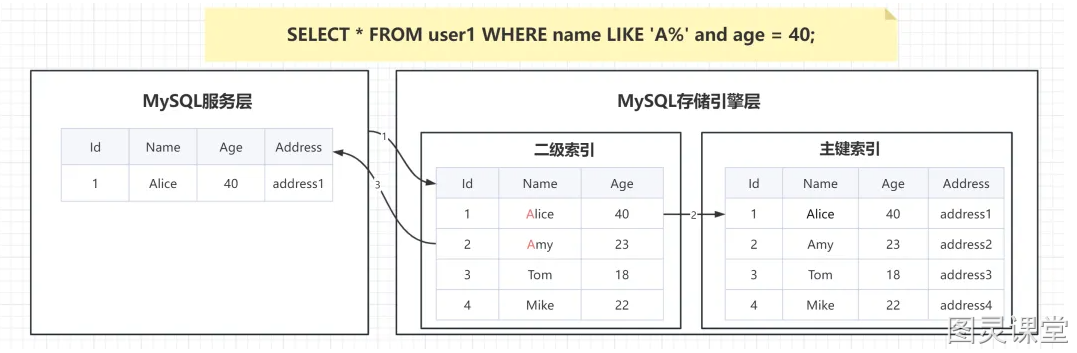 SELECT * FROM user1 WHERE name LIKE 'A%' and age = 40;
MySQL服务层
Id Name Age Address
1 Alice 40 address1
MySQL存储引擎层
1
3
二级索引
Id Name Age
1 Alice 40
2 Amy 23
3 Tom 18
4 Mike 22
2
主键索引
Id Name Age Address
1 Alice 40 address1
2 Amy 23 address2
3 Tom 18 address3
4 Mike 22 address4
图灵课堂